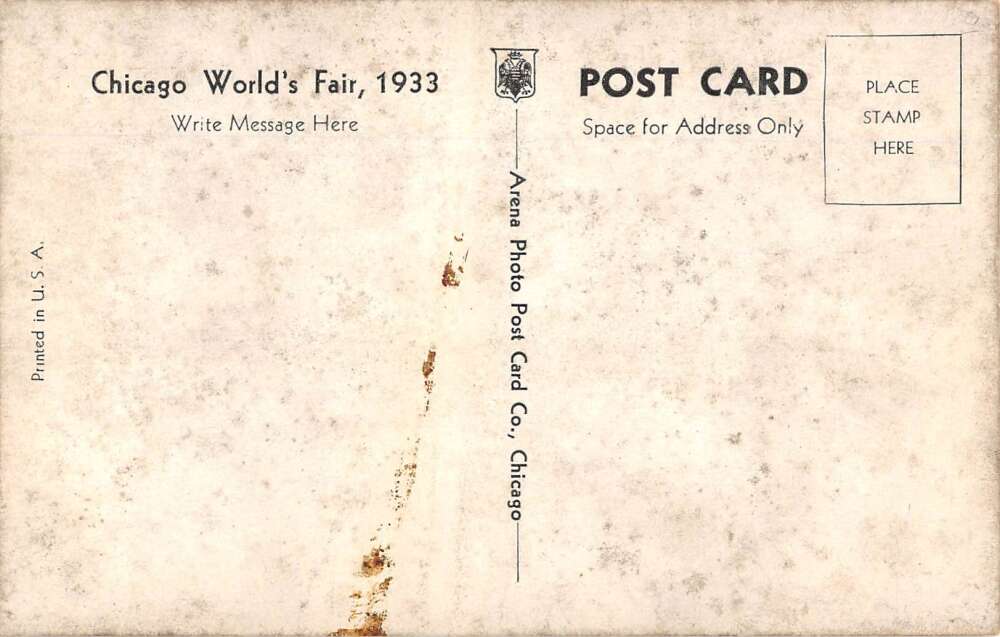 Chicago World's Fair, 1933
Write Message Here
Printed in U. S. A.
Arena Photo Post Card Co., Chicago
POST CARD
Space for Address Only
PLACE
STAMP
HERE